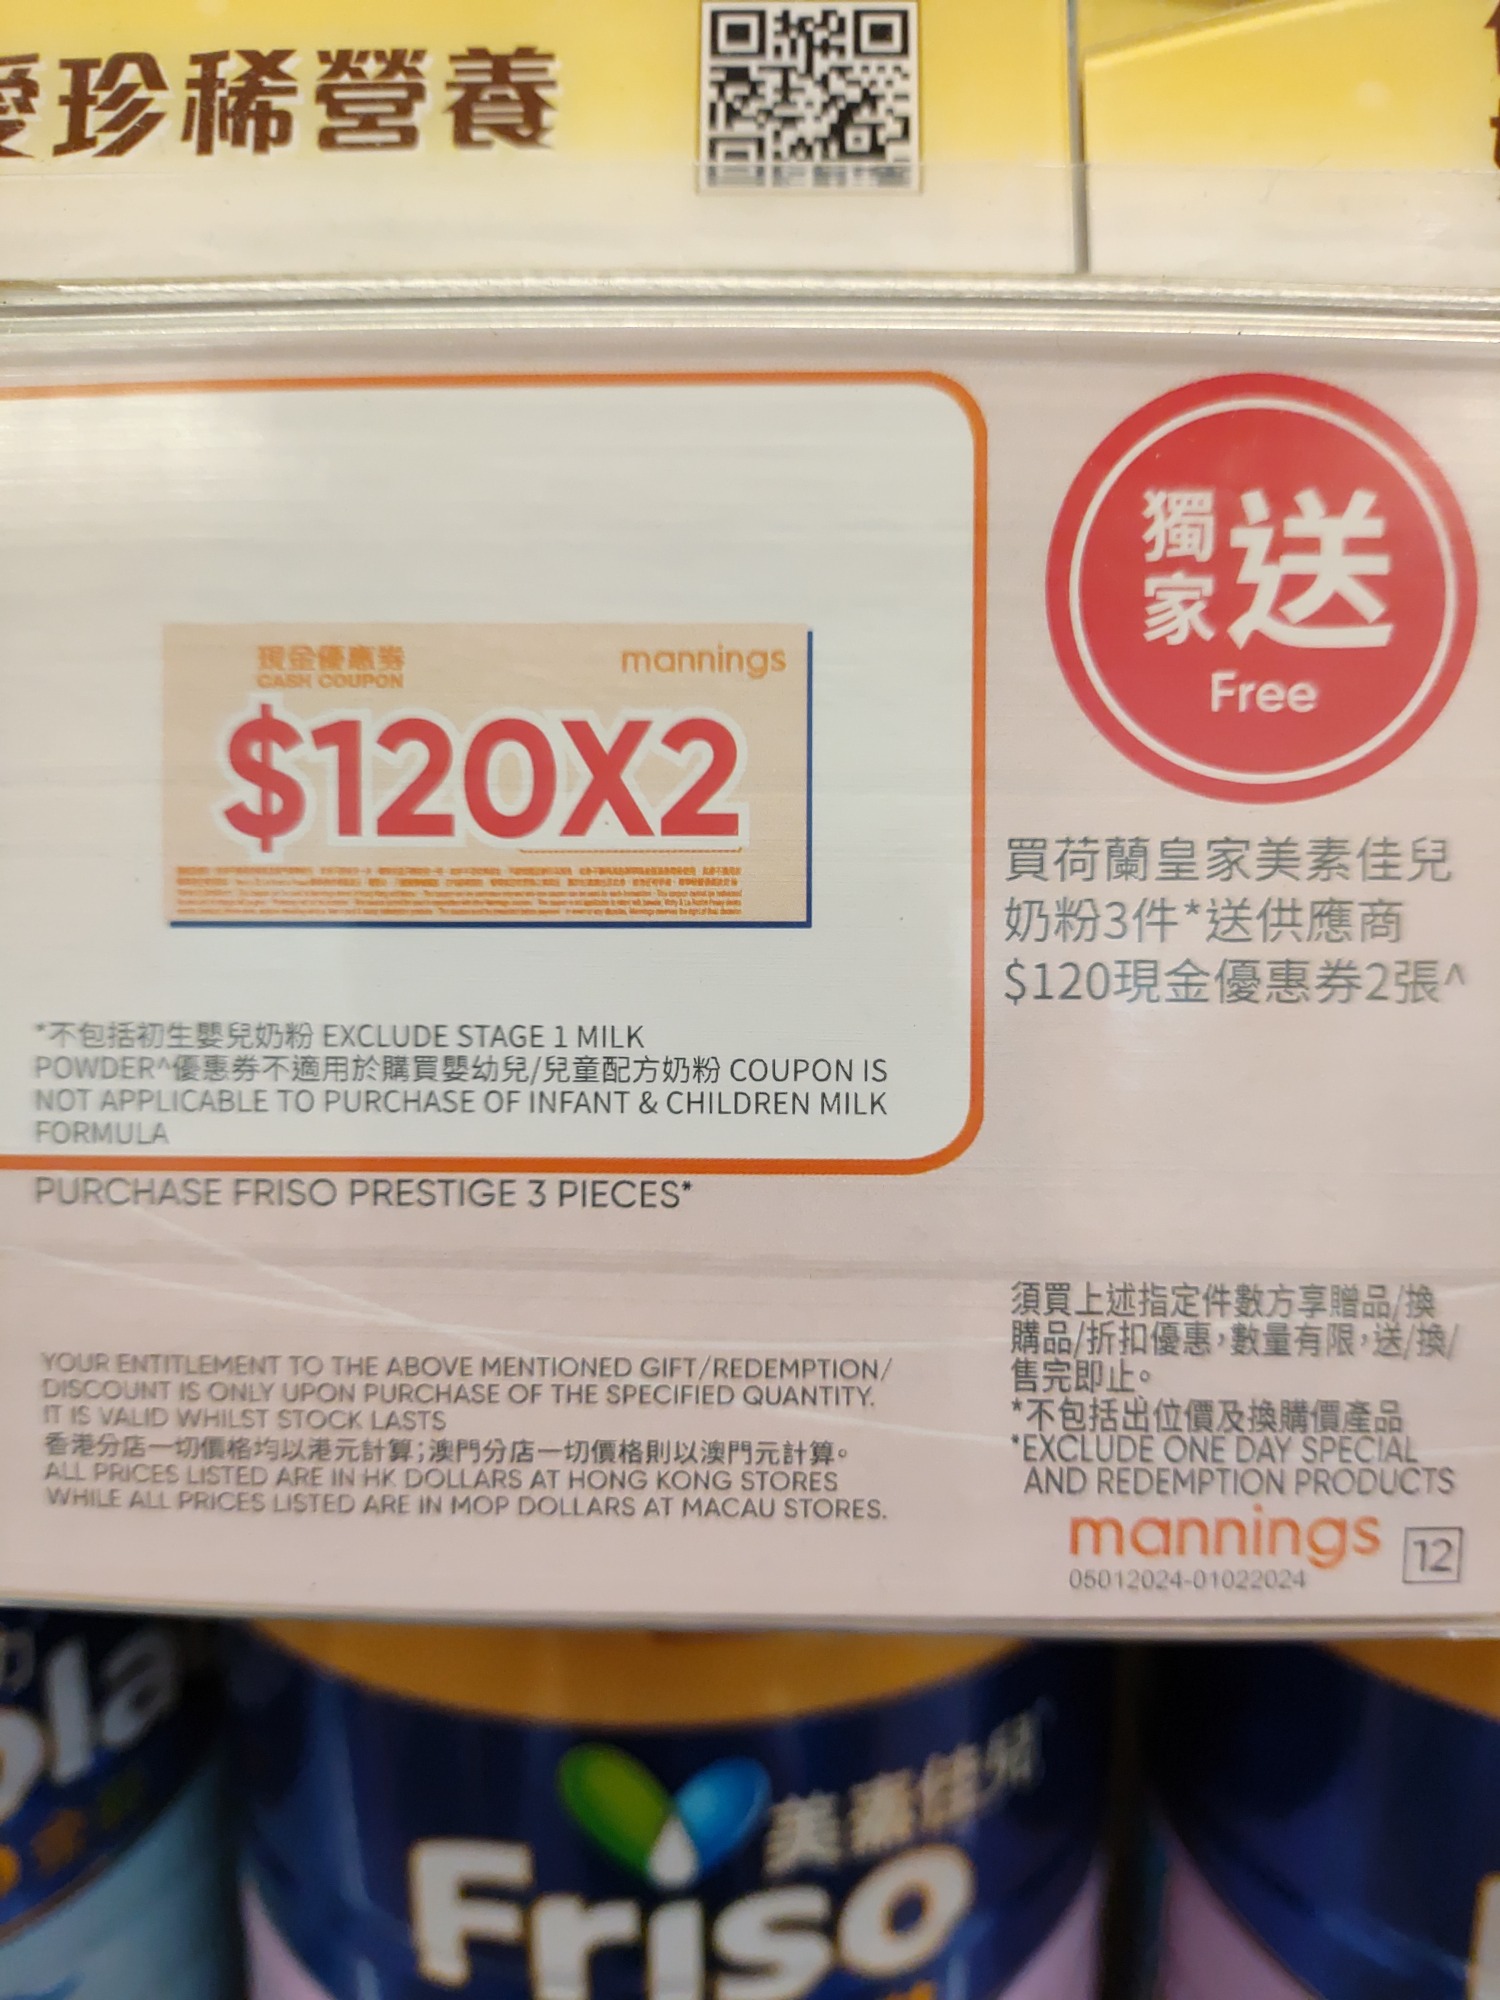 珍稀營養
獨家送
Free
現金優惠券
CASH COUPON
mannings
$120X2
買荷蘭皇家美素佳兒
奶粉3件*送供應商
$120現金優惠券2張^
*不包括初生嬰兒奶粉 EXCLUDE STAGE 1 MILK
POWDER^優惠券不適用於購買嬰幼兒/兒童配方奶粉 COUPON IS
NOT APPLICABLE TO PURCHASE OF INFANT & CHILDREN MILK
FORMULA
PURCHASE FRISO PRESTIGE 3 PIECES*
YOUR ENTITLEMENT TO THE ABOVE MENTIONED GIFT/REDEMPTION/
DISCOUNT IS ONLY UPON PURCHASE OF THE SPECIFIED QUANTITY.
IT IS VALID WHILST STOCK LASTS
香港分店一切價格均以港元計算;澳門分店一切價格則以澳門元計算。
ALL PRICES LISTED ARE IN HK DOLLARS AT HONG KONG STORES
WHILE ALL PRICES LISTED ARE IN MOP DOLLARS AT MACAU STORES.
須買上述指定件數方享贈品/換
購品/折扣優惠,數量有限,送/換/
售完即止。
*不包括出位價及換購價產品
*EXCLUDE ONE DAY SPECIAL
AND REDEMPTION PRODUCTS
mannings 12
05012024-01022024
美素佳兒
Friso